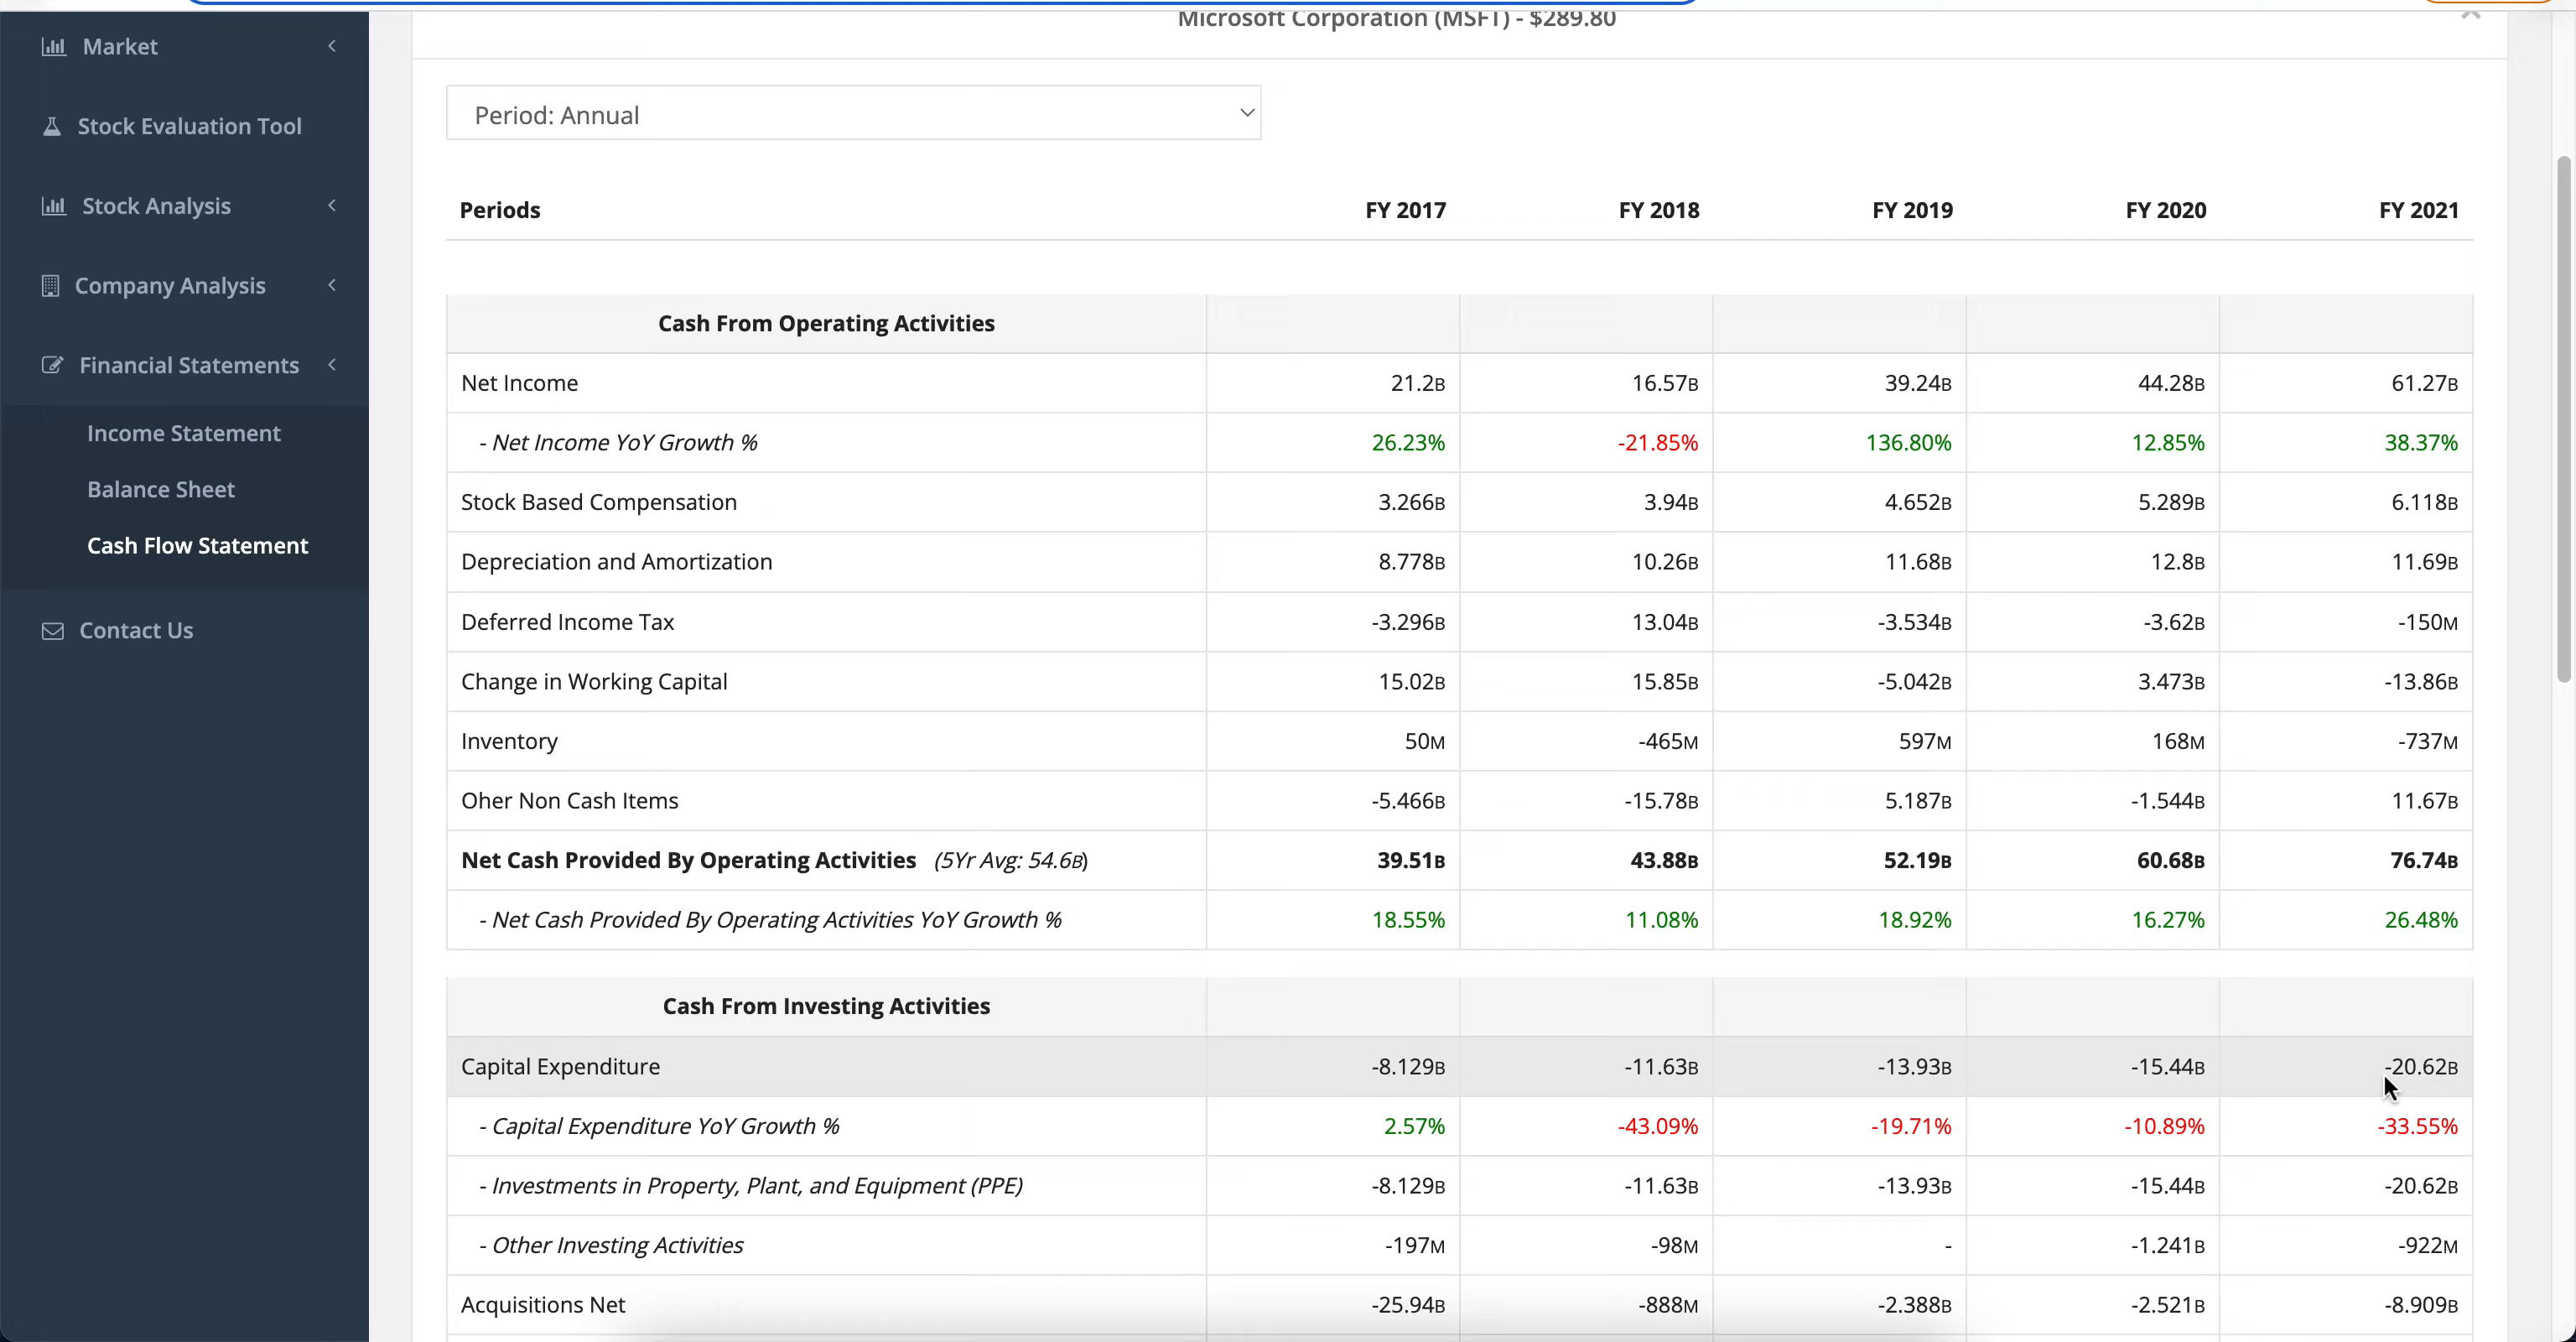 Microsoft Corporation (MSFT) - $289.80
Market
Stock Evaluation Tool
Stock Analysis
Company Analysis
Financial Statements
Income Statement
Balance Sheet
Cash Flow Statement
Contact Us
Period: Annual
Periods FY 2017 FY 2018 FY 2019 FY 2020 FY 2021
Cash From Operating Activities
Net Income 21.2B 16.57B 39.24B 44.28B 61.27B
- Net Income YoY Growth % 26.23% -21.85% 136.80% 12.85% 38.37%
Stock Based Compensation 3.266B 3.94B 4.652B 5.289B 6.118B
Depreciation and Amortization 8.778B 10.26B 11.68B 12.8B 11.69B
Deferred Income Tax -3.296B 13.04B -3.534B -3.62B -150M
Change in Working Capital 15.02B 15.85B -5.042B 3.473B -13.86B
Inventory 50M -465M 597M 168M -737M
Oher Non Cash Items -5.466B -15.78B 5.187B -1.544B 11.67B
Net Cash Provided By Operating Activities (5Yr Avg: 54.6B) 39.51B 43.88B 52.19B 60.68B 76.74B
- Net Cash Provided By Operating Activities YoY Growth % 18.55% 11.08% 18.92% 16.27% 26.48%
Cash From Investing Activities
Capital Expenditure -8.129B -11.63B -13.93B -15.44B -20.62B
- Capital Expenditure YoY Growth % 2.57% -43.09% -19.71% -10.89% -33.55%
- Investments in Property, Plant, and Equipment (PPE) -8.129B -11.63B -13.93B -15.44B -20.62B
- Other Investing Activities -197M -98M - -1.241B -922M
Acquisitions Net -25.94B -888M -2.388B -2.521B -8.909B